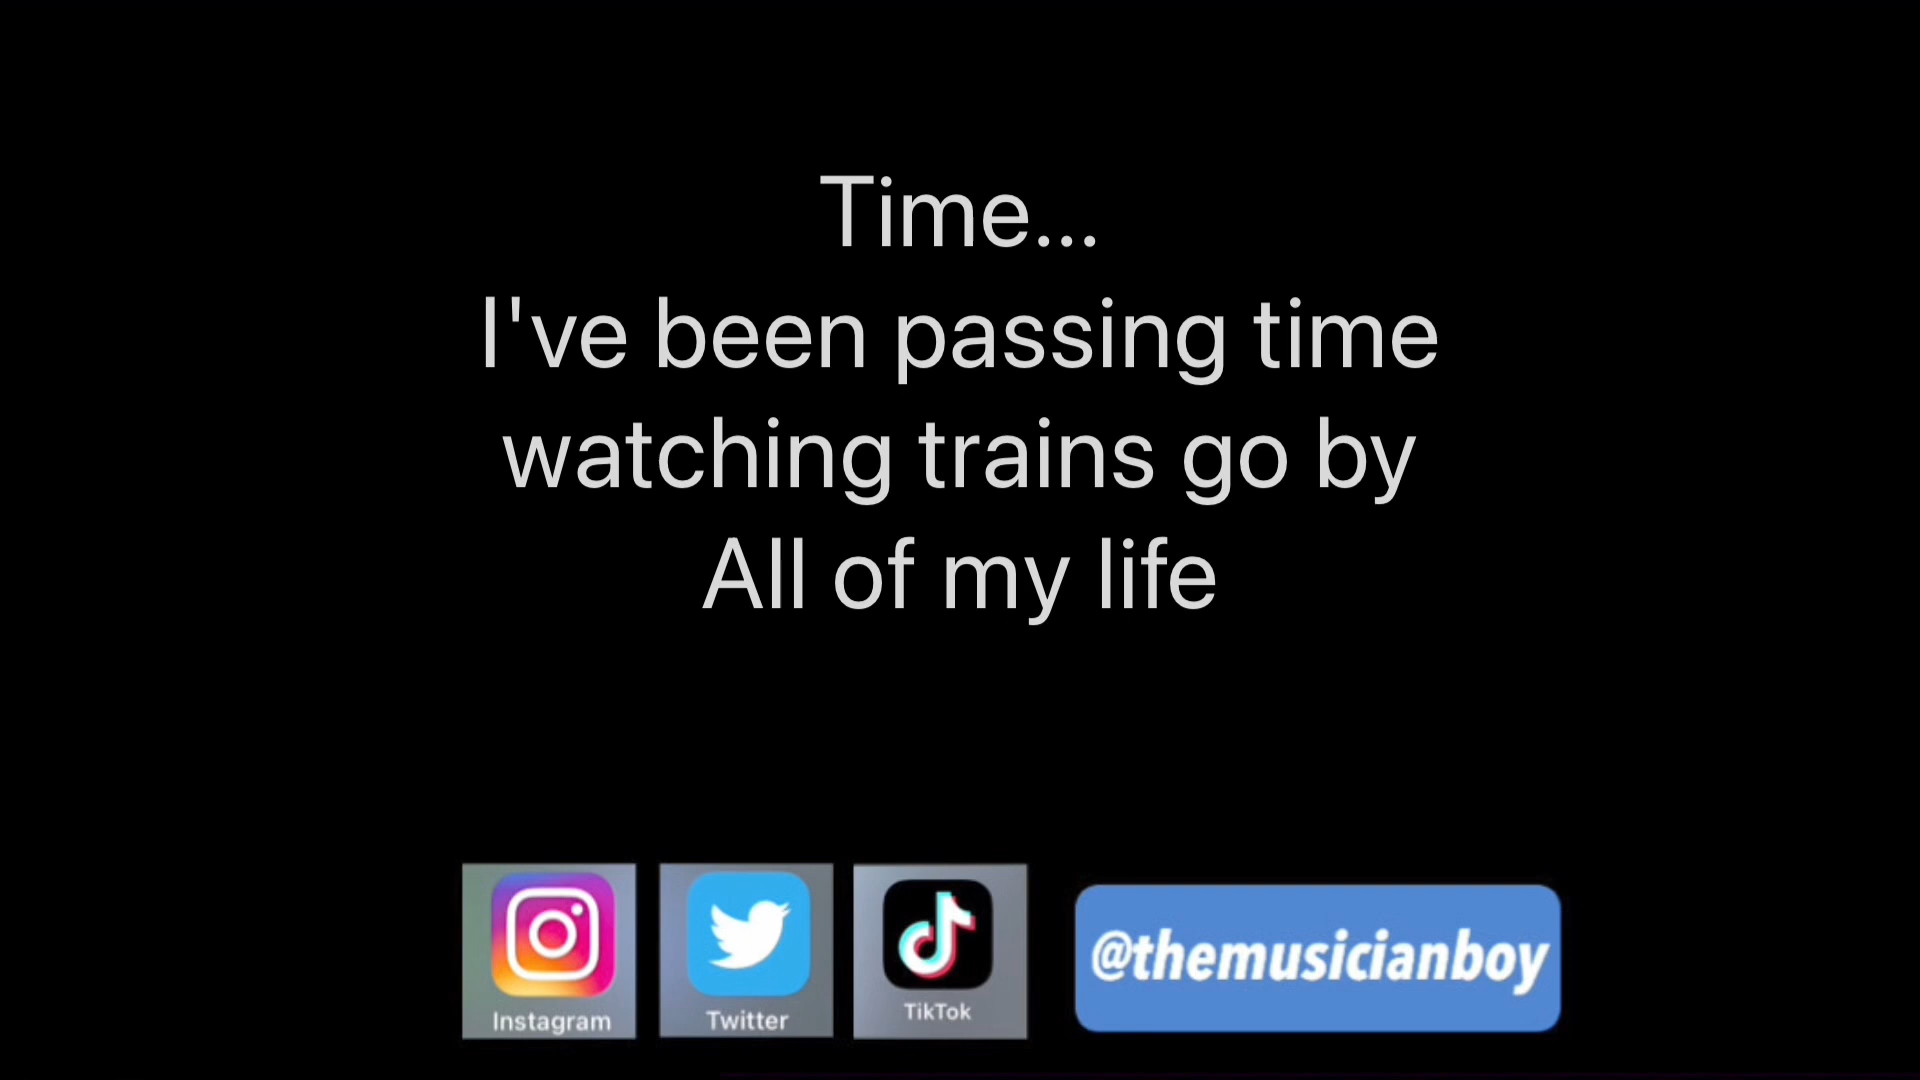 Time...
I've been passing time
watching trains go by
All of my life
Instagram
Twitter
TikTok
@themusicianboy